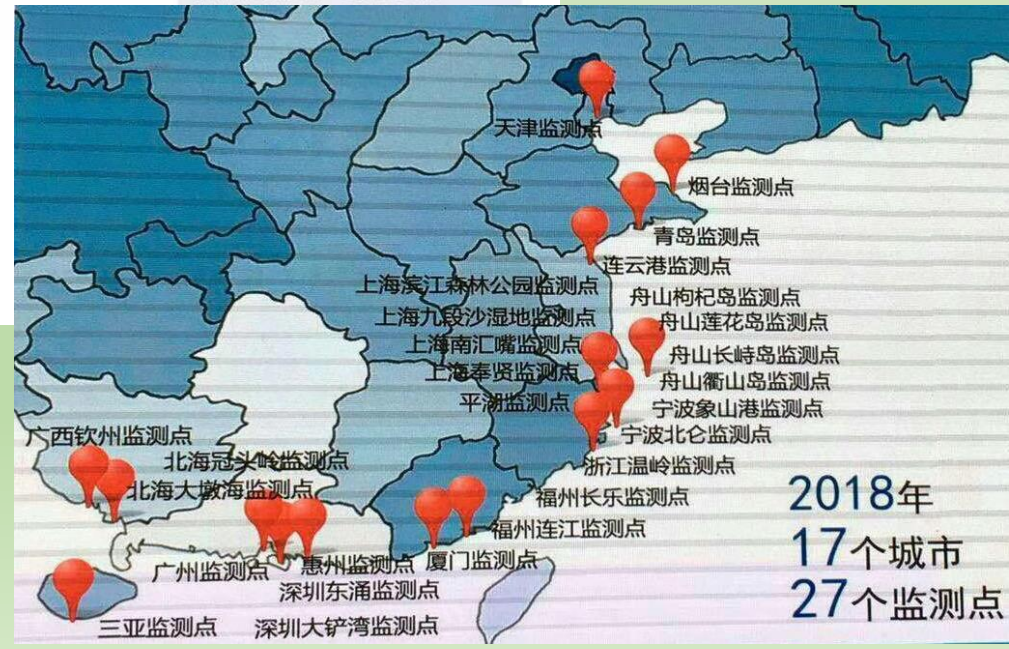 天津监测点
烟台监测点
青岛监测点
连云港监测点
上海滨江森林公园监测点
舟山枸杞岛监测点
上海九段沙湿地监测点
舟山莲花岛监测点
上海南汇嘴监测点
舟山长峙岛监测点
上海奉贤监测点
舟山衢山岛监测点
平湖监测点
宁波象山港监测点
广西钦州监测点
宁波北仑监测点
北海冠头岭监测点
浙江温岭监测点
北海大墩海监测点
福州长乐监测点
2018年
福州连江监测点
17个城市
广州监测点
惠州监测点
厦门监测点
深圳东涌监测点
27个监测点
三亚监测点
深圳大铲湾监测点